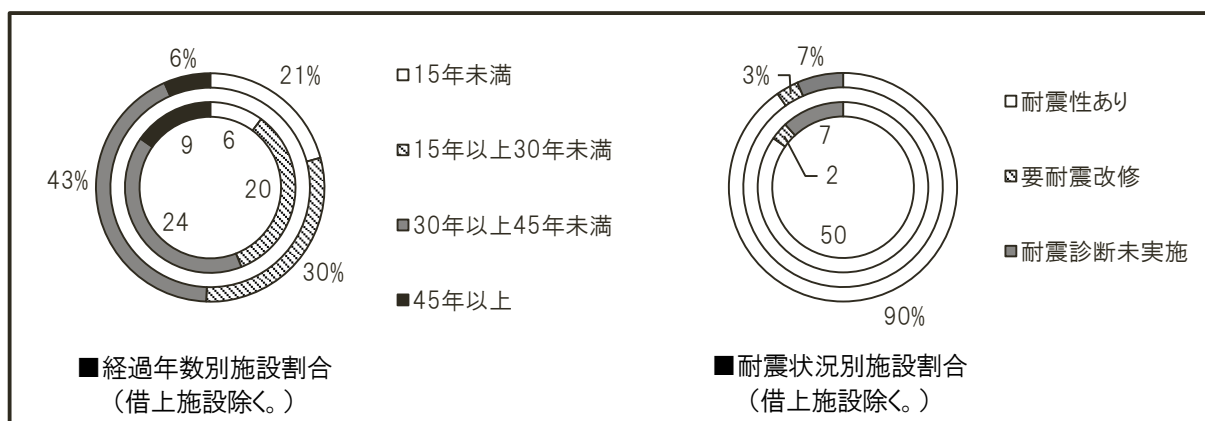 6%
21%
43%
30%
9
6
20
24
□15年未満
15年以上30年未満
■30年以上45年未満
■45年以上
■経過年数別施設割合
（借上施設除く。）
3%
7%
90%
7
2
50
□耐震性あり
要耐震改修
■耐震診断未実施
■耐震状況別施設割合
（借上施設除く。）